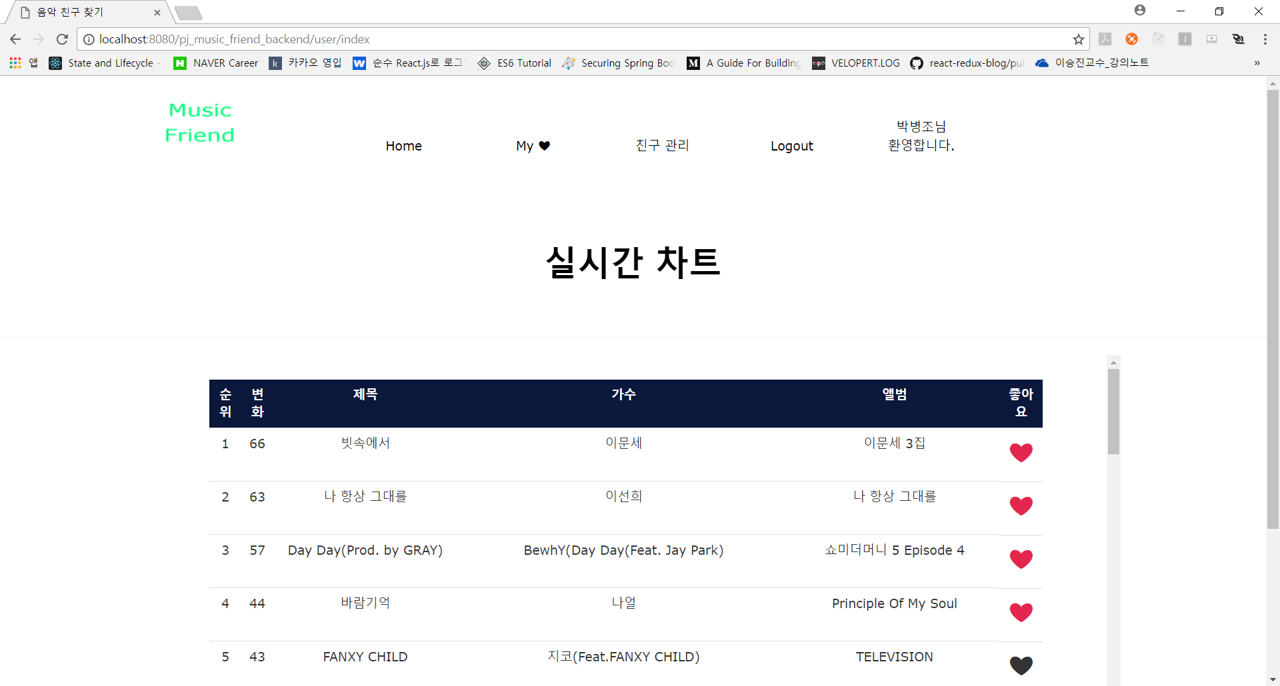 음악 친구 찾기
localhost:8080/pj_music_friend_backend/user/index
앱 State and Lifecycle - NAVER Career 카카오 영입 순수 React.js로 로그 ES6 Tutorial Securing Spring Boo A Guide For Building VELOPERT.LOG react-redux-blog/pul 이승진교수_강의노트 »
Music
Friend
Home My ♥ 친구 관리 Logout 박병조님
환영합니다.
실시간 차트
순위 변화 제목 가수 앨범 좋아요
1 66 빗속에서 이문세 이문세 3집
2 63 나 항상 그대를 이선희 나 항상 그대를
3 57 Day Day(Prod. by GRAY) BewhY(Day Day(Feat. Jay Park) 쇼미더머니 5 Episode 4
4 44 바람기억 나얼 Principle Of My Soul
5 43 FANXY CHILD 지코(Feat.FANXY CHILD) TELEVISION